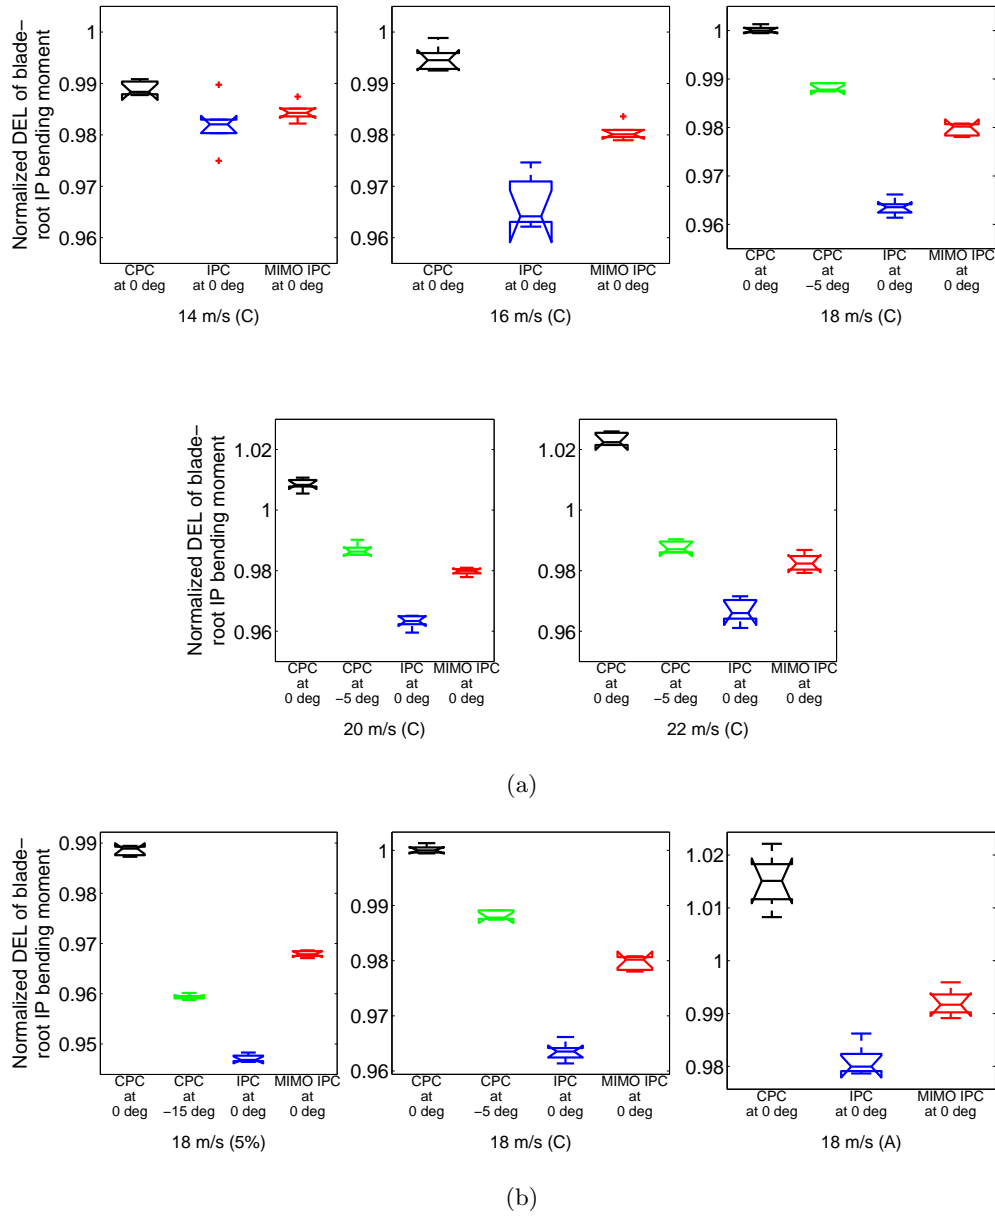 Normalized DEL of blade−
root IP bending moment
1
0.99
0.98
0.97
0.96
CPC
at 0 deg
IPC
at 0 deg
MIMO IPC
at 0 deg
14 m/s (C)
1
0.99
0.98
0.97
0.96
CPC
at 0 deg
IPC
at 0 deg
MIMO IPC
at 0 deg
16 m/s (C)
1
0.99
0.98
0.97
0.96
CPC
at
0 deg
CPC
at
−5 deg
IPC
at
0 deg
MIMO IPC
at
0 deg
18 m/s (C)
Normalized DEL of blade−
root IP bending moment
1.02
1
0.98
0.96
CPC
at
0 deg
CPC
at
−5 deg
IPC
at
0 deg
MIMO IPC
at
0 deg
20 m/s (C)
1.02
1
0.98
0.96
CPC
at
0 deg
CPC
at
−5 deg
IPC
at
0 deg
MIMO IPC
at
0 deg
22 m/s (C)
(a)
Normalized DEL of blade−
root IP bending moment
0.99
0.98
0.97
0.96
0.95
CPC
at
0 deg
CPC
at
−15 deg
IPC
at
0 deg
MIMO IPC
at
0 deg
18 m/s (5%)
1
0.99
0.98
0.97
0.96
CPC
at
0 deg
CPC
at
−5 deg
IPC
at
0 deg
MIMO IPC
at
0 deg
18 m/s (C)
1.02
1.01
1
0.99
0.98
CPC
at 0 deg
IPC
at 0 deg
MIMO IPC
at 0 deg
18 m/s (A)
(b)